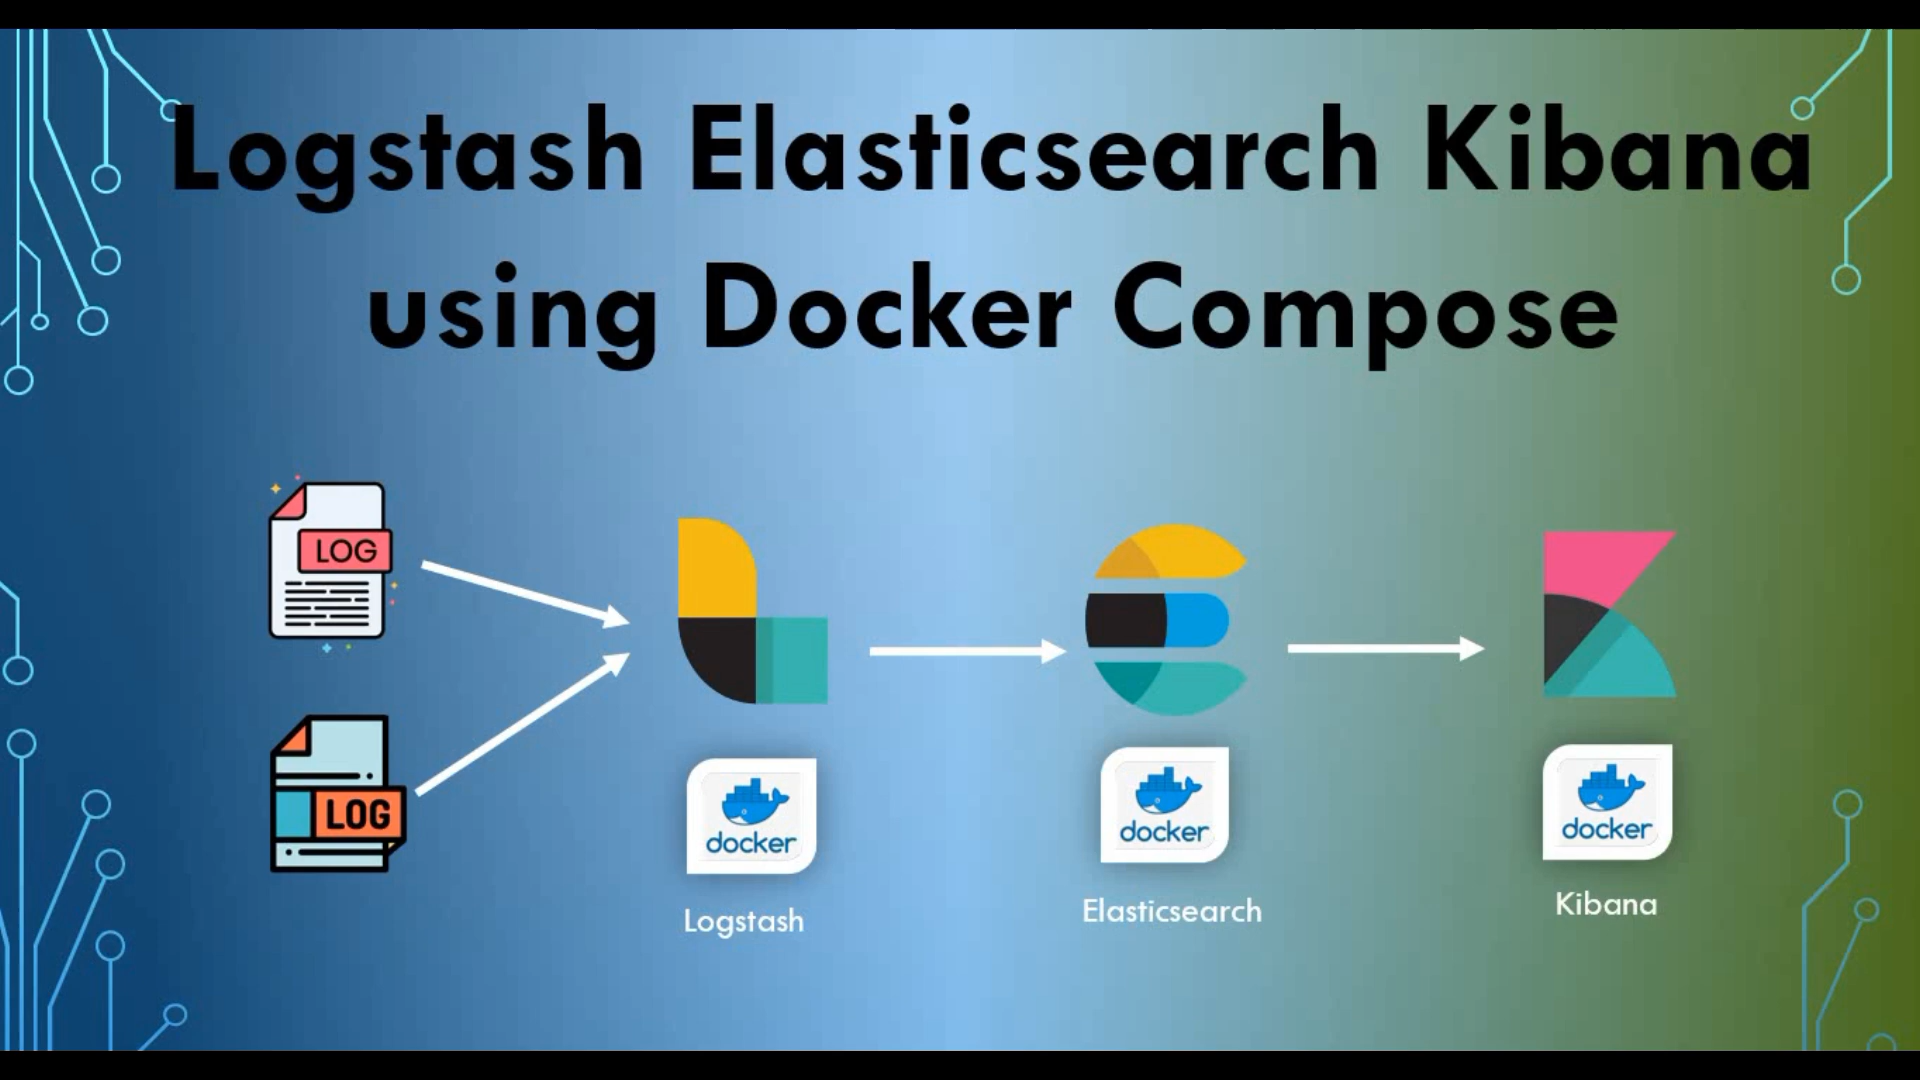 Logstash Elasticsearch Kibana
using Docker Compose
LOG
LOG
docker
docker
docker
Logstash
Elasticsearch
Kibana